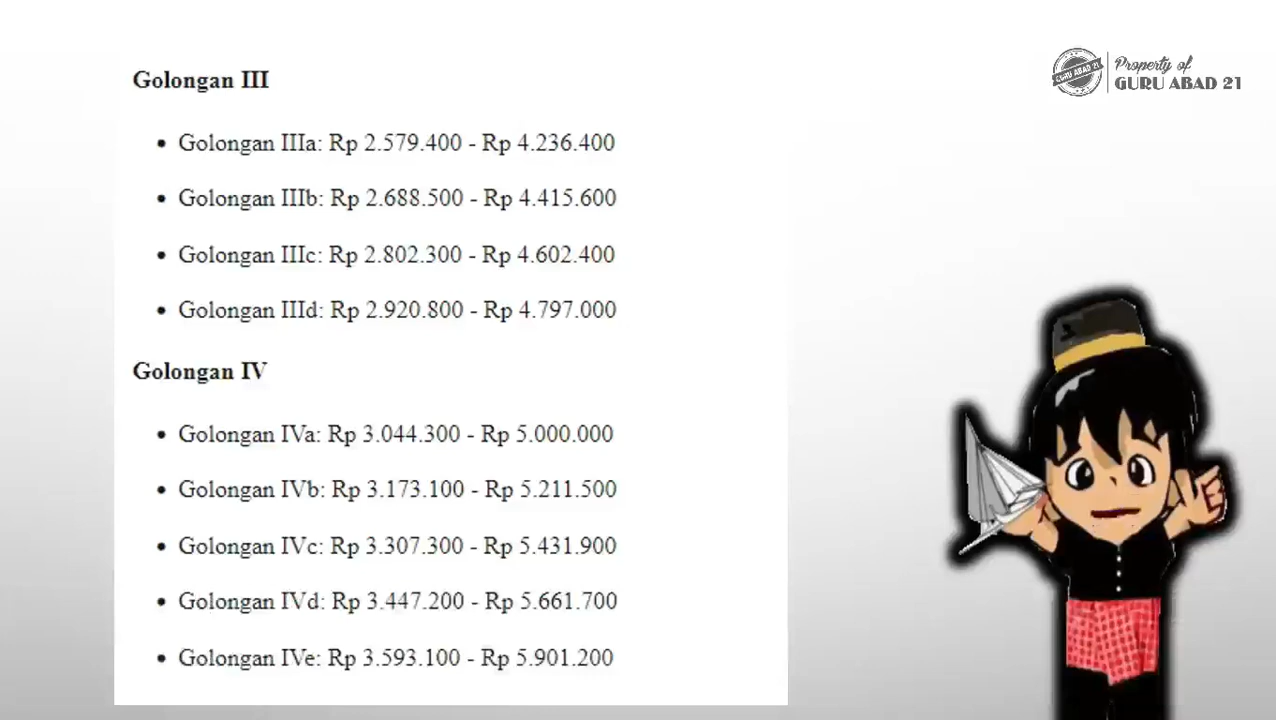 Property of
GURU ABAD 21
GURU ABAD 21
Golongan III
• Golongan IIIa: Rp 2.579.400 - Rp 4.236.400
• Golongan IIIb: Rp 2.688.500 - Rp 4.415.600
• Golongan IIIc: Rp 2.802.300 - Rp 4.602.400
• Golongan IIId: Rp 2.920.800 - Rp 4.797.000
Golongan IV
• Golongan IVa: Rp 3.044.300 - Rp 5.000.000
• Golongan IVb: Rp 3.173.100 - Rp 5.211.500
• Golongan IVc: Rp 3.307.300 - Rp 5.431.900
• Golongan IVd: Rp 3.447.200 - Rp 5.661.700
• Golongan IVe: Rp 3.593.100 - Rp 5.901.200